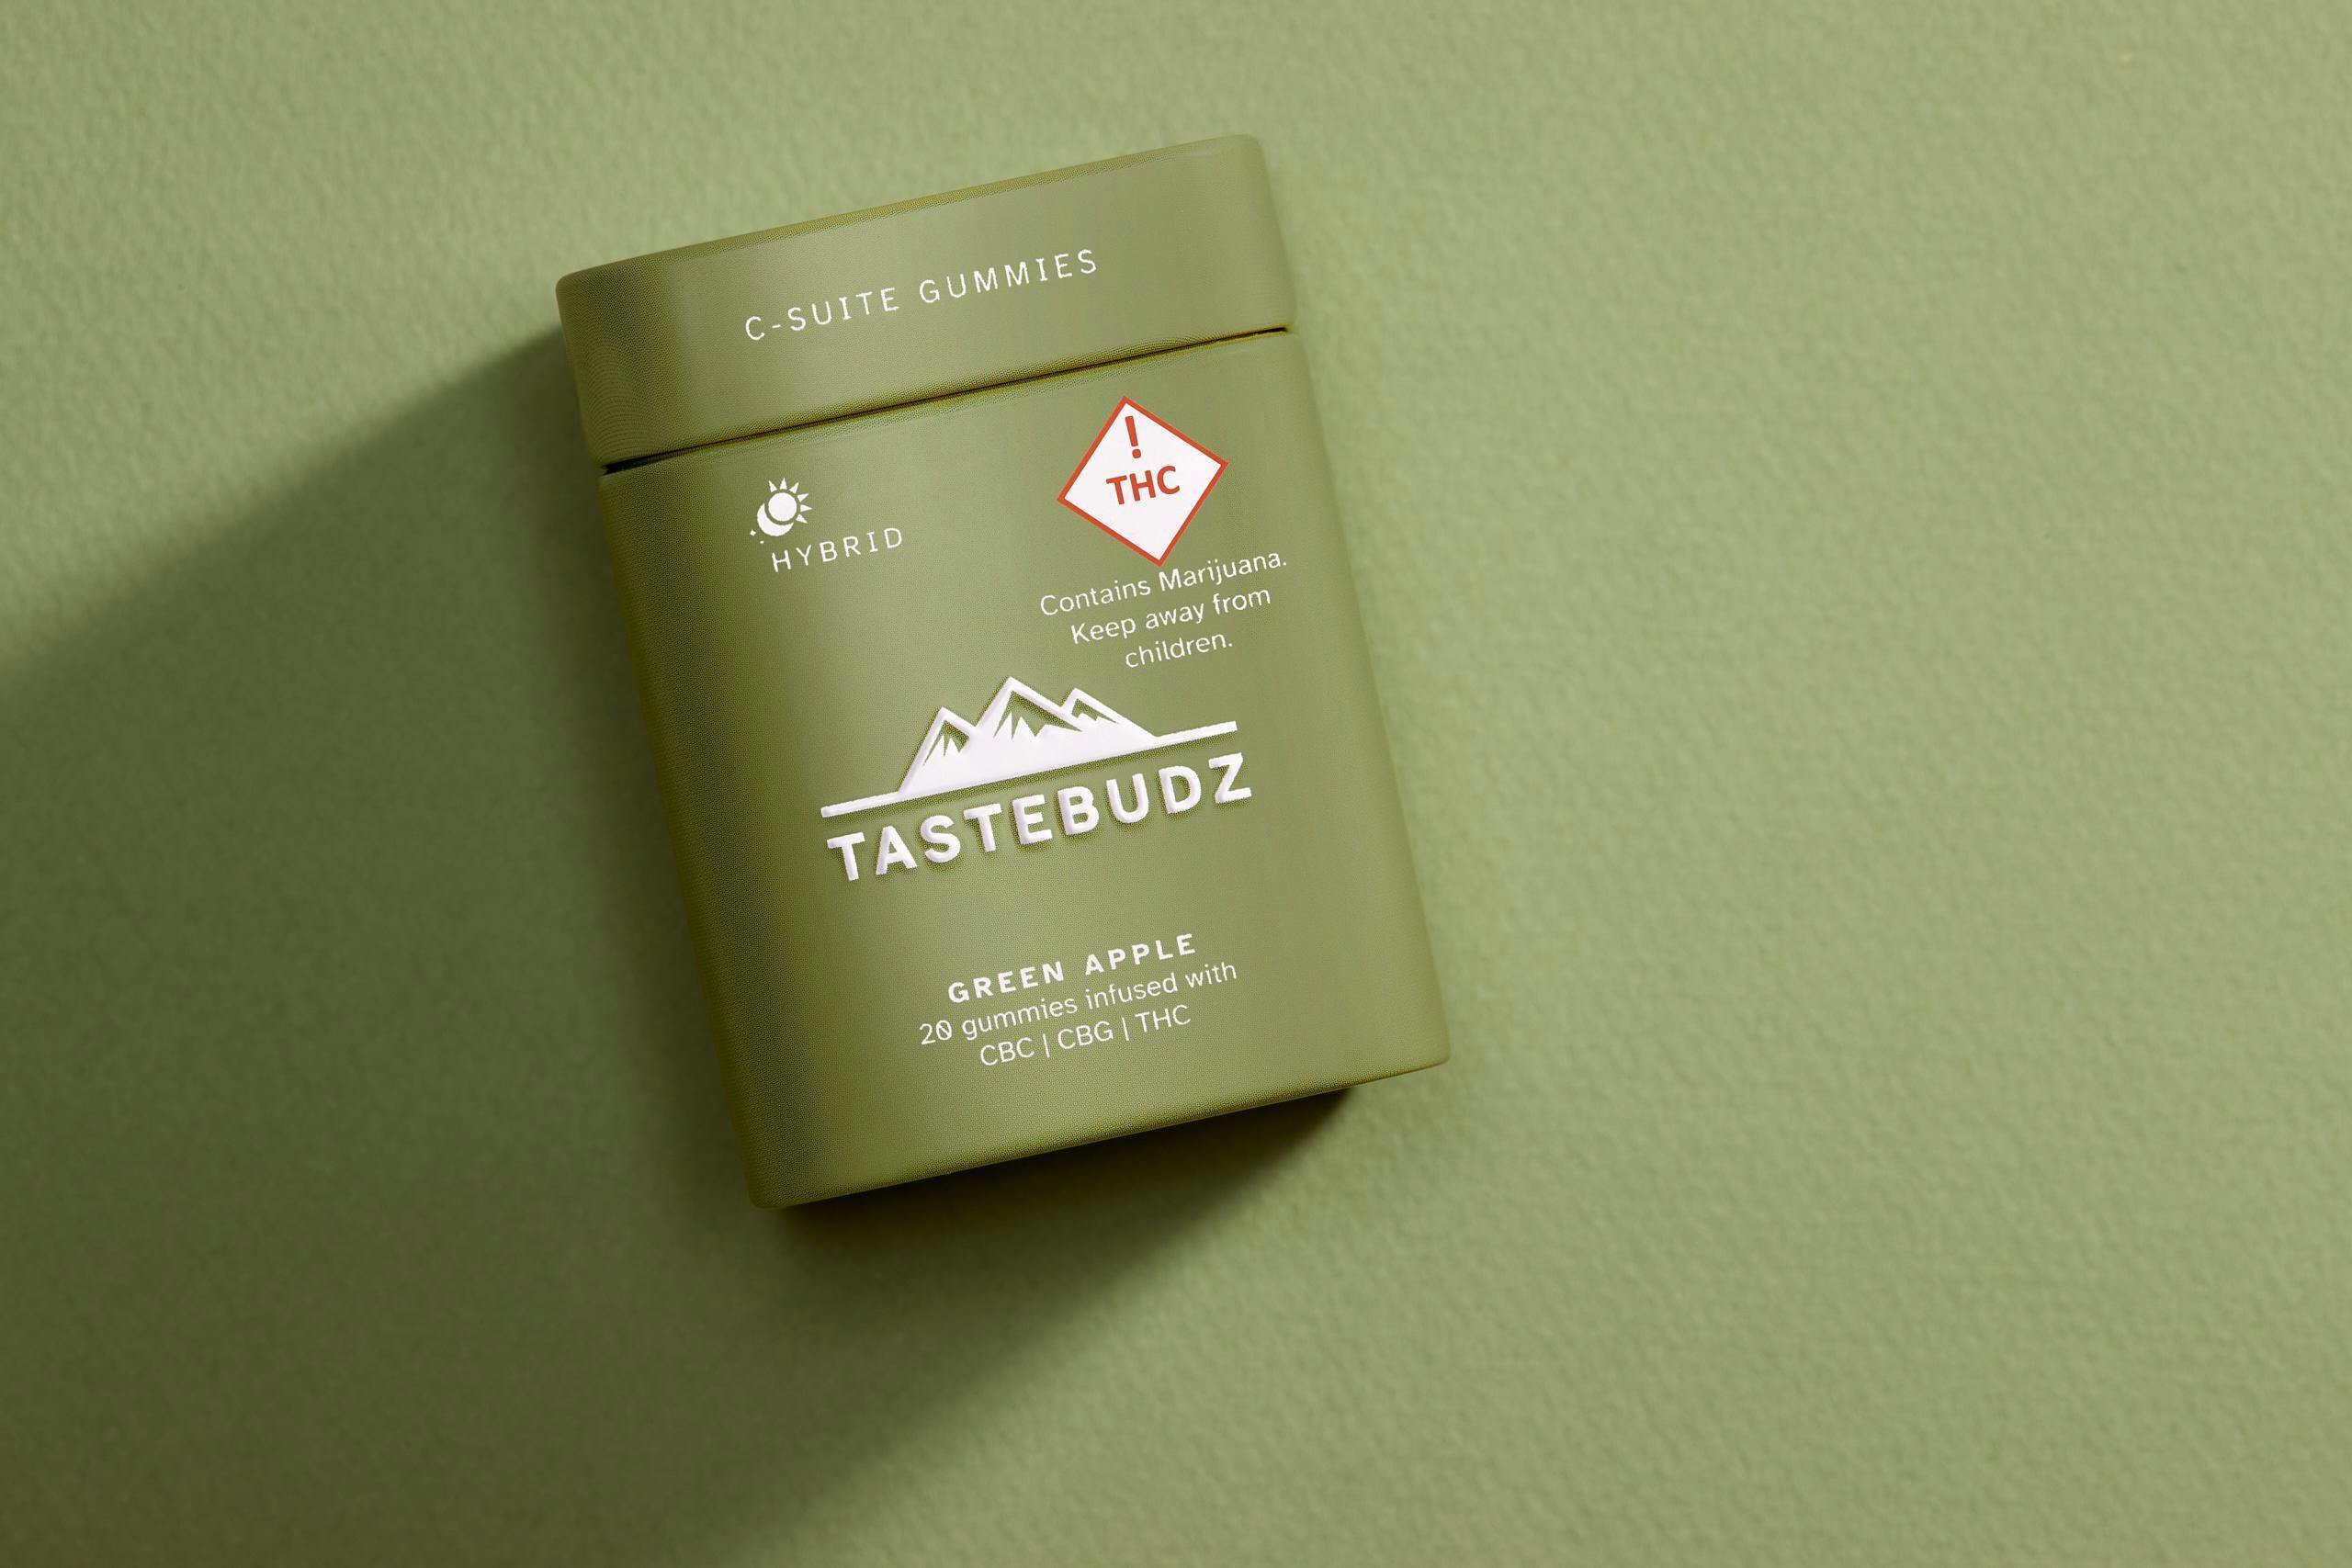 C-SUITE GUMMIES
HYBRID
!
THC
Contains Marijuana.
Keep away from
children.
TASTEBUDZ
GREEN APPLE
20 gummies infused with
CBC | CBG | THC